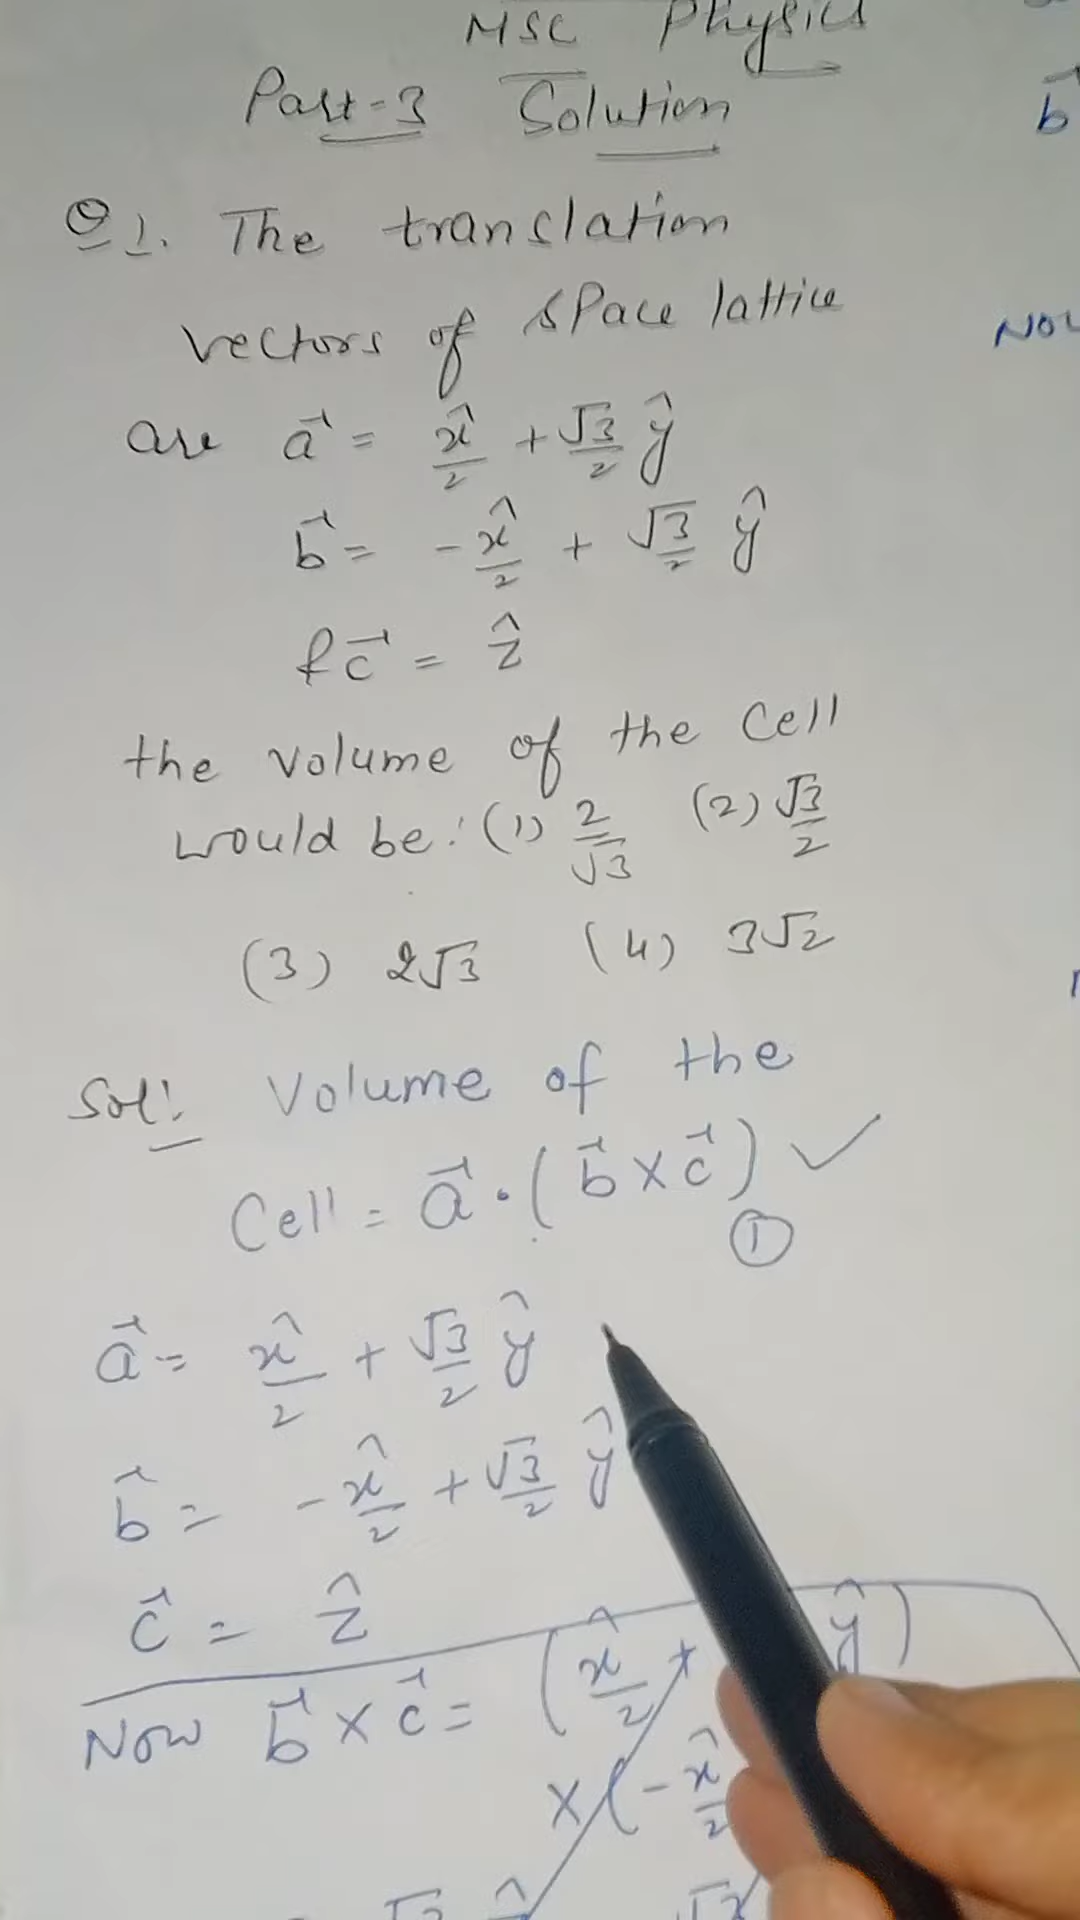 MSC Physics
Part-3 Solution
Q1. The translation
vectors of space lattice
are a⃗ = x̂/2 + √3/2 ŷ
b⃗ = -x̂/2 + √3/2 ŷ
& c⃗ = ẑ
the volume of the Cell
would be: (1) 2/√3 (2) √3/2
(3) 2√3 (4) 3√2
Sol: Volume of the
Cell = a⃗ · (b⃗ × c⃗) ✓
①
a⃗ = x̂/2 + √3/2 ŷ
b⃗ = -x̂/2 + √3/2 ŷ
c⃗ = ẑ
Now b⃗ × c⃗ = (x̂/2 + ŷ)
× (-x̂/2
b⃗